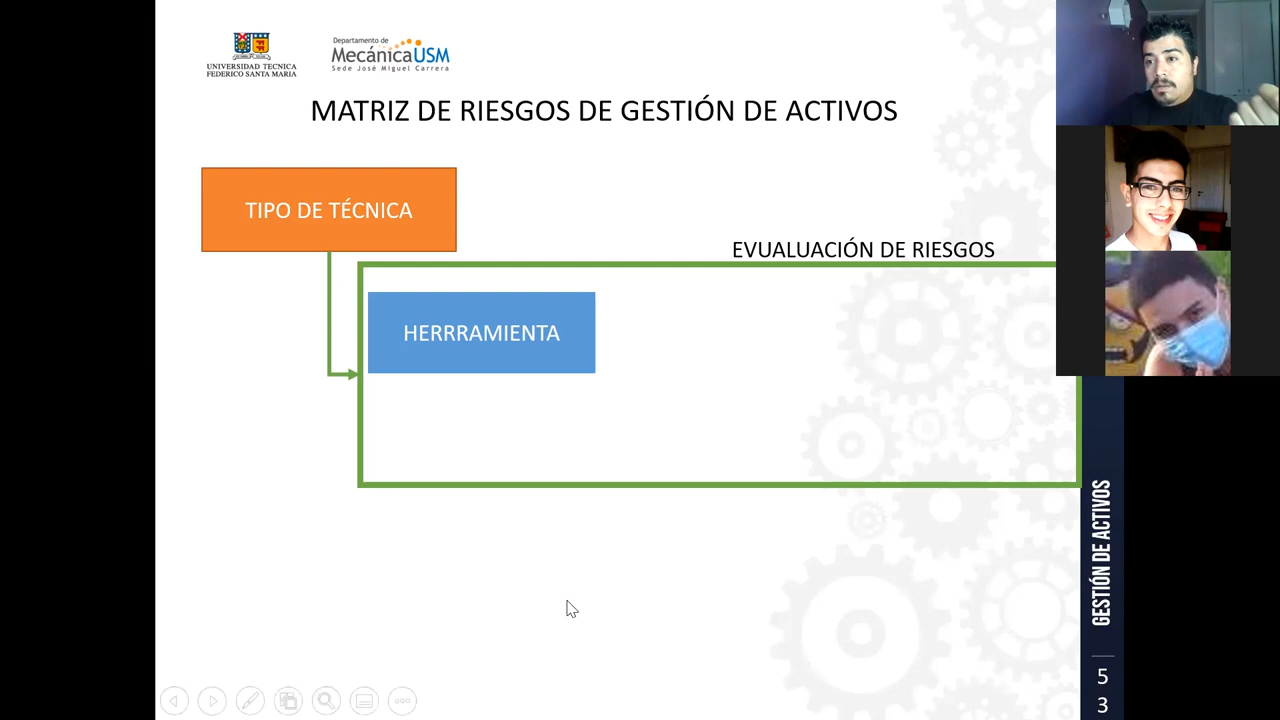 UNIVERSIDAD TECNICA
FEDERICO SANTA MARIA
Departamento de
MecánicaUSM
Sede José Miguel Carrera
MATRIZ DE RIESGOS DE GESTIÓN DE ACTIVOS
TIPO DE TÉCNICA
EVUALUACIÓN DE RIESGOS
HERRRAMIENTA
GESTIÓN DE ACTIVOS
5
3